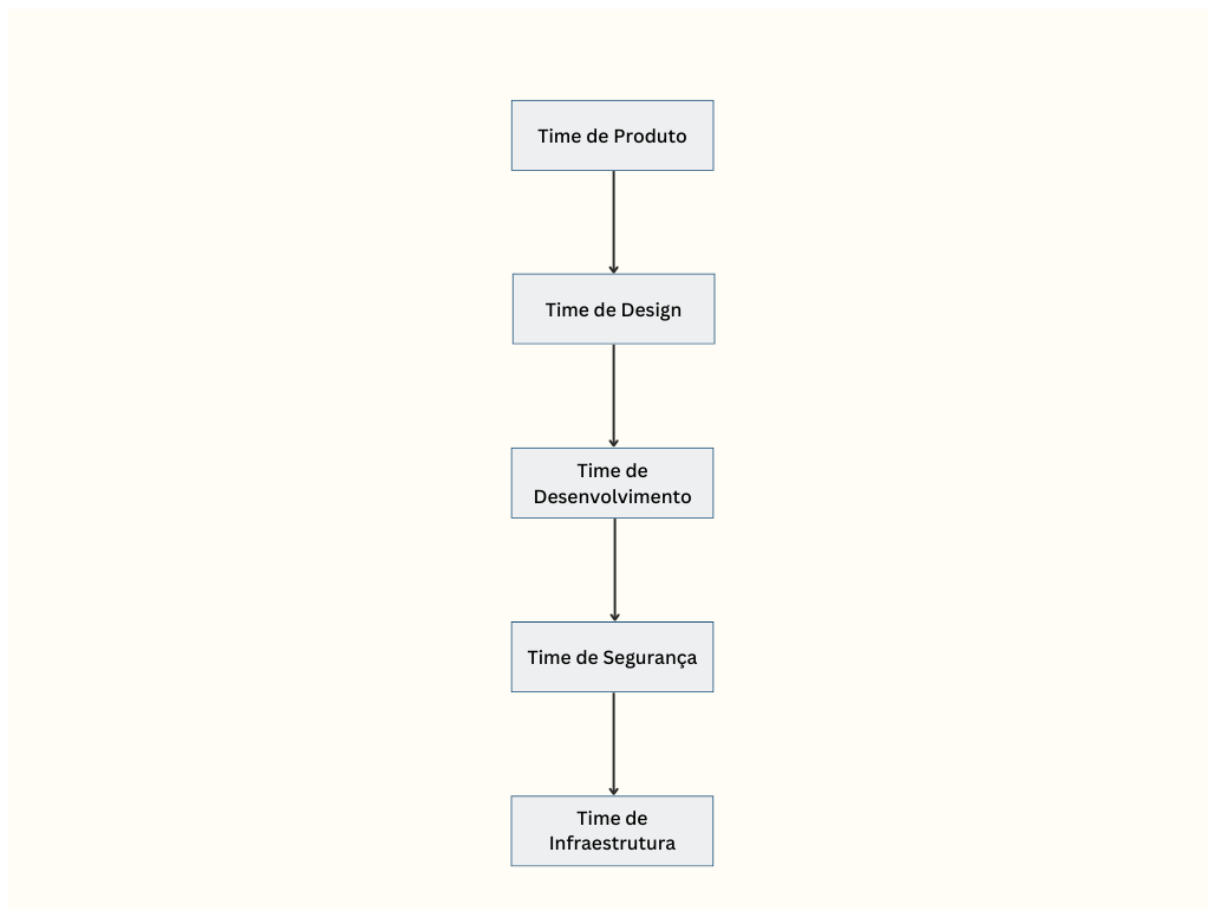 Time de Produto
Time de Design
Time de
Desenvolvimento
Time de Segurança
Time de
Infraestrutura